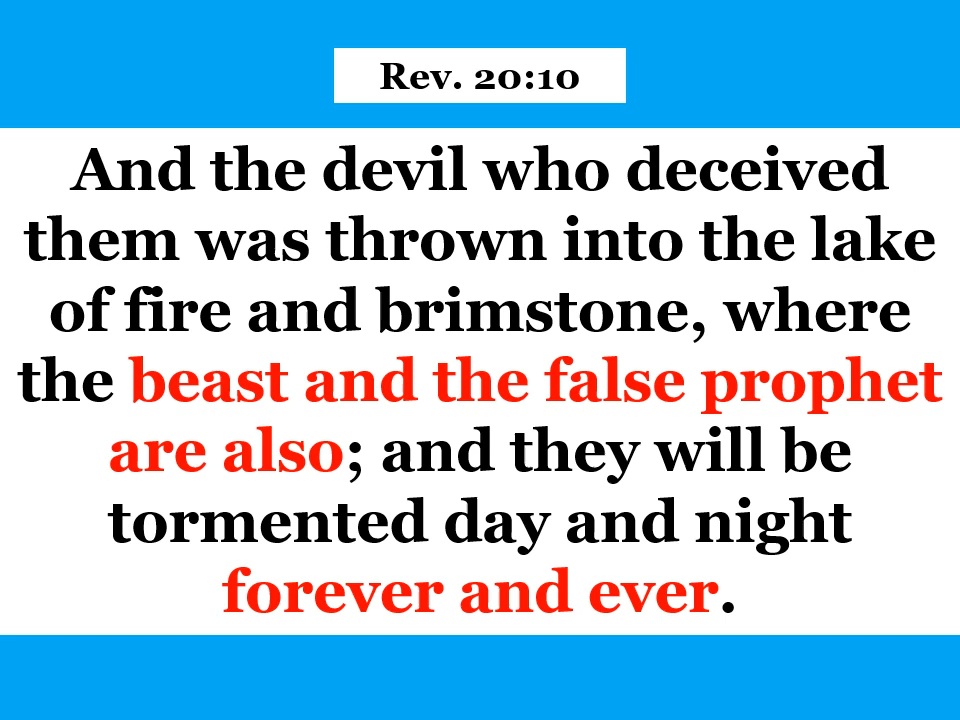 Rev. 20:10
And the devil who deceived
them was thrown into the lake
of fire and brimstone, where
the beast and the false prophet
are also; and they will be
tormented day and night
forever and ever.